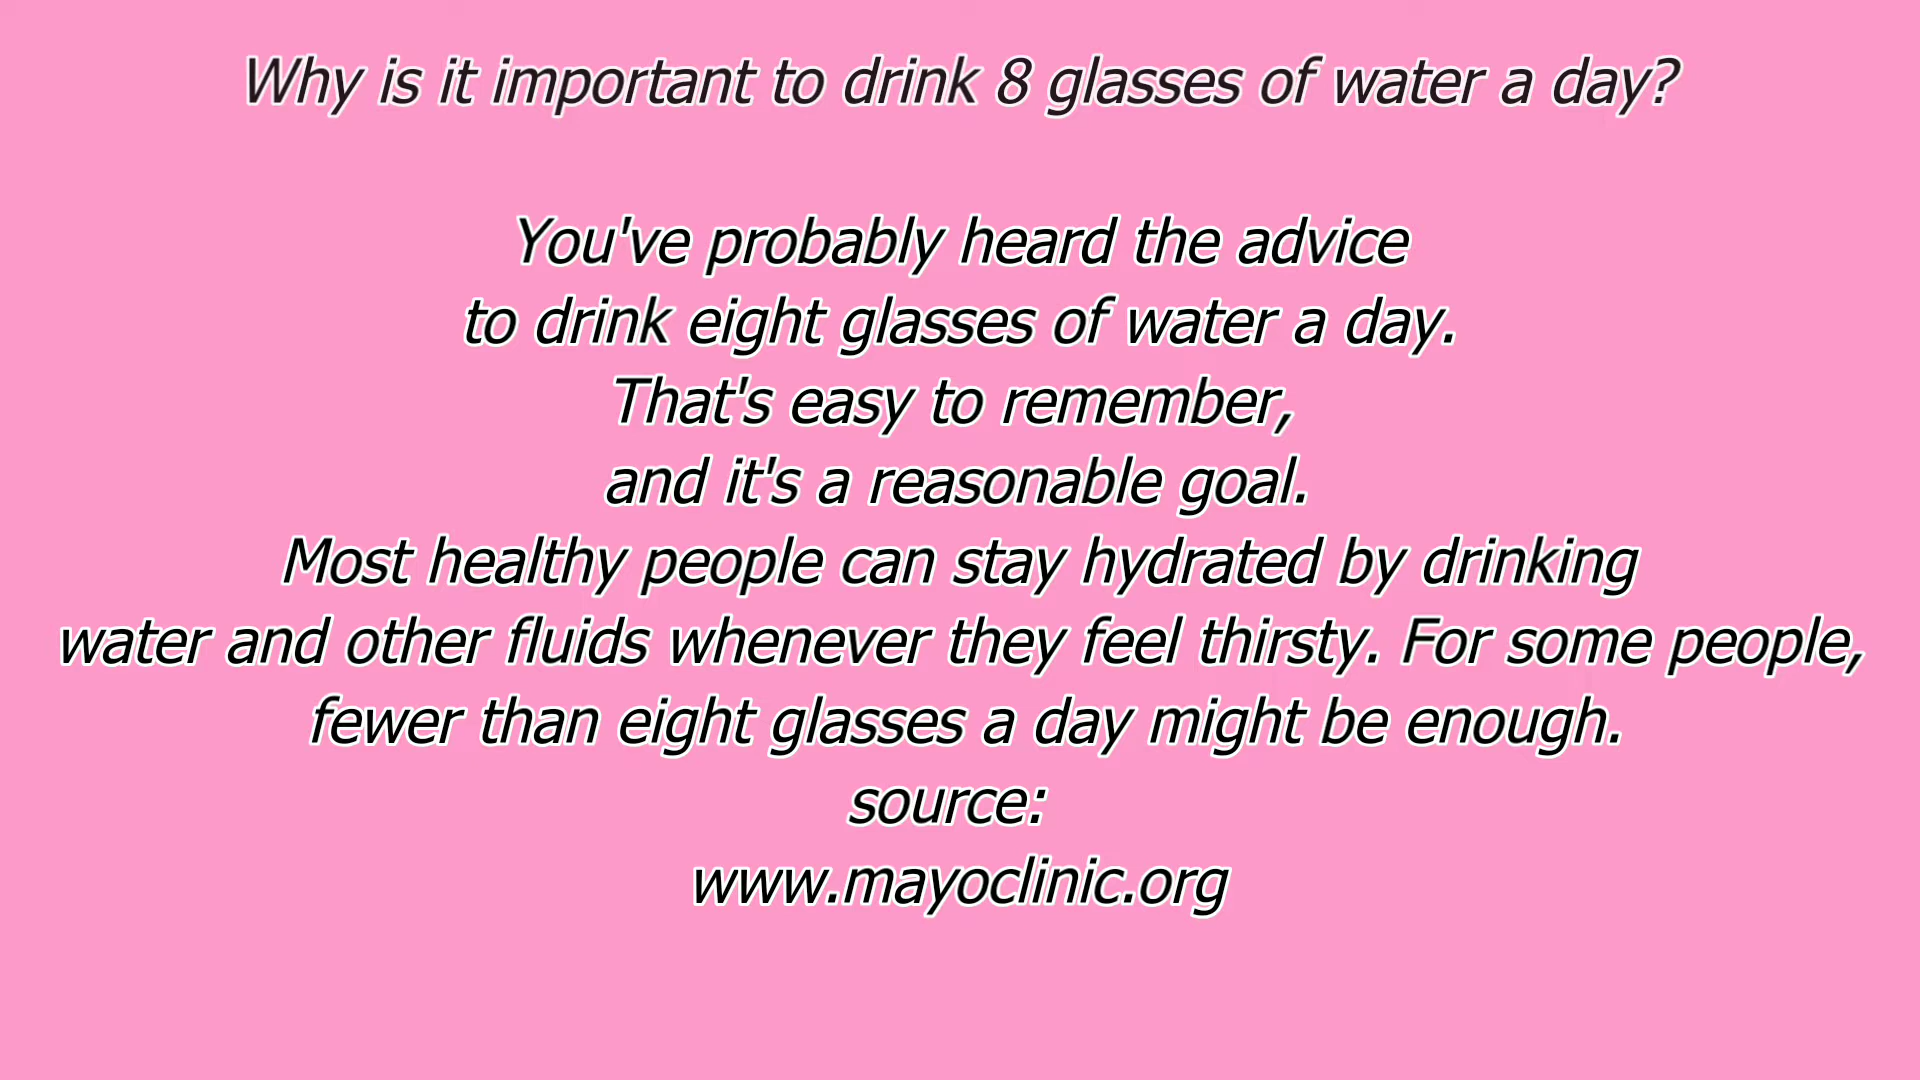 Why is it important to drink 8 glasses of water a day?
You've probably heard the advice
to drink eight glasses of water a day.
That's easy to remember,
and it's a reasonable goal.
Most healthy people can stay hydrated by drinking
water and other fluids whenever they feel thirsty. For some people,
fewer than eight glasses a day might be enough.
source:
www.mayoclinic.org